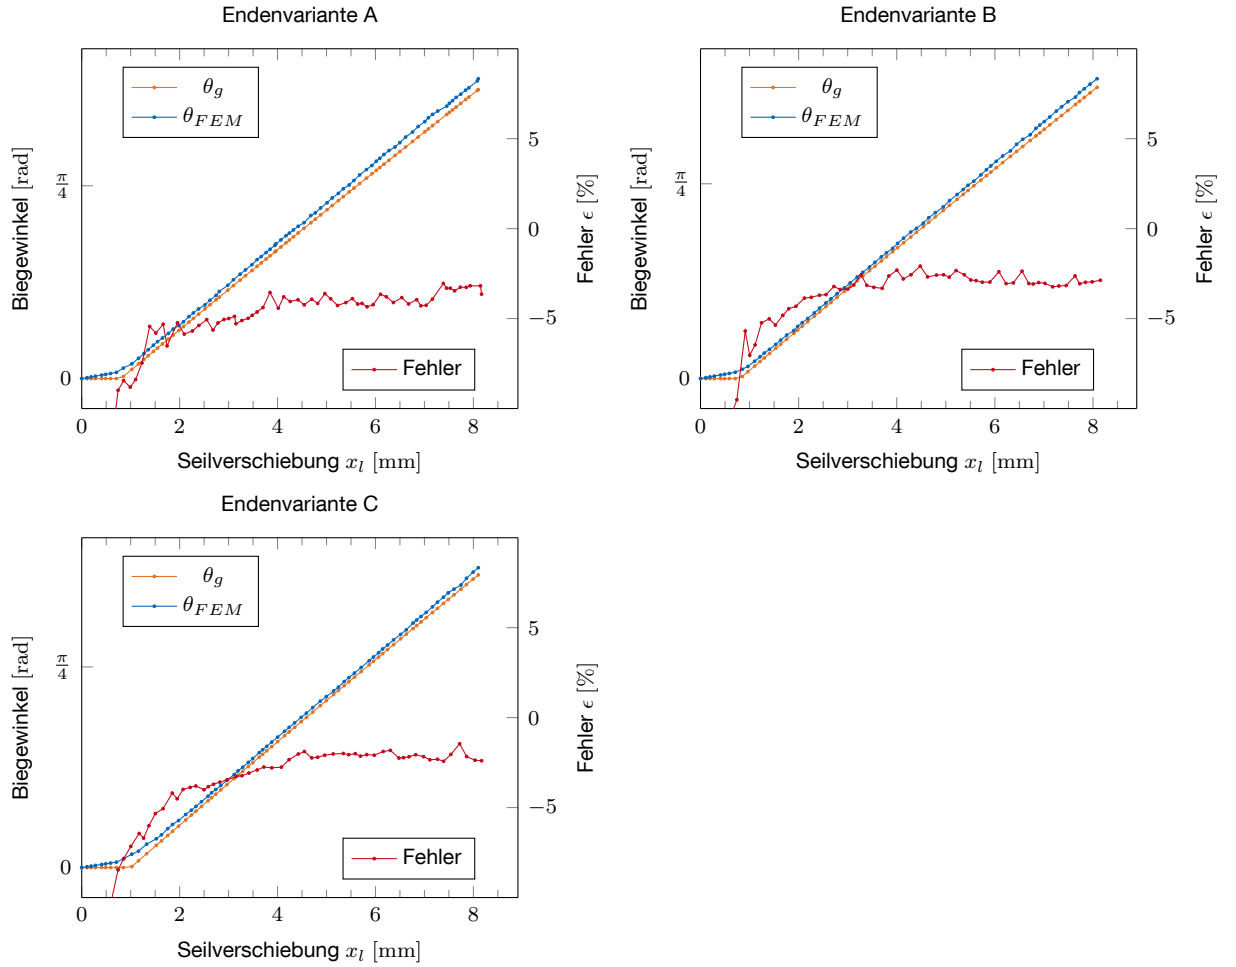 Endenvariante A
θg
θFEM
Biegewinkel [rad]
π/4
0
5
0
−5
Fehler ϵ [%]
Fehler
0 2 4 6 8
Seilverschiebung xl [mm]
Endenvariante B
θg
θFEM
Biegewinkel [rad]
π/4
0
5
0
−5
Fehler ϵ [%]
Fehler
0 2 4 6 8
Seilverschiebung xl [mm]
Endenvariante C
θg
θFEM
Biegewinkel [rad]
π/4
0
5
0
−5
Fehler ϵ [%]
Fehler
0 2 4 6 8
Seilverschiebung xl [mm]